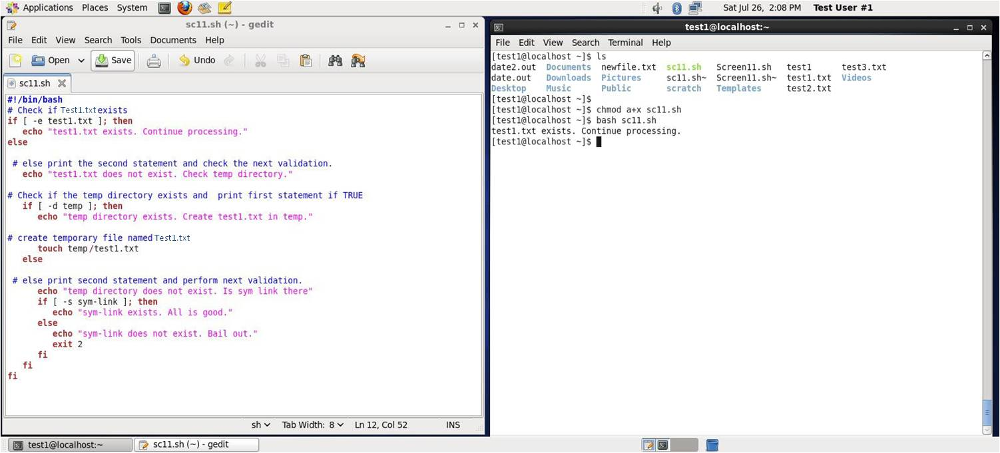 Applications Places System Sat Jul 26, 2:08 PM Test User #1
sc11.sh (~) - gedit
File Edit View Search Tools Documents Help
Open Save Undo
sc11.sh
#!/bin/bash
# Check if Test1.txt exists
if [ -e test1.txt ]; then
echo "test1.txt exists. Continue processing."
else
# else print the second statement and check the next validation.
echo "test1.txt does not exist. Check temp directory."
# Check if the temp directory exists and  print first statement if TRUE
if [ -d temp ]; then
echo "temp directory exists. Create test1.txt in temp."
# create temporary file named Test1.txt
touch temp/test1.txt
else
# else print second statement and perform next validation.
echo "temp directory does not exist. Is sym link there"
if [ -s sym-link ]; then
echo "sym-link exists. All is good."
else
echo "sym-link does not exist. Bail out."
exit 2
fi
fi
fi
sh Tab Width: 8 Ln 12, Col 52 INS
test1@localhost:~
File Edit View Search Terminal Help
[test1@localhost ~]$ ls
date2.out Documents newfile.txt sc11.sh Screen11.sh test1 test3.txt
date.out Downloads Pictures sc11.sh~ Screen11.sh~ test1.txt Videos
Desktop Music Public scratch Templates test2.txt
[test1@localhost ~]$
[test1@localhost ~]$ chmod a+x sc11.sh
[test1@localhost ~]$ bash sc11.sh
test1.txt exists. Continue processing.
[test1@localhost ~]$
test1@localhost:~ sc11.sh (~) - gedit